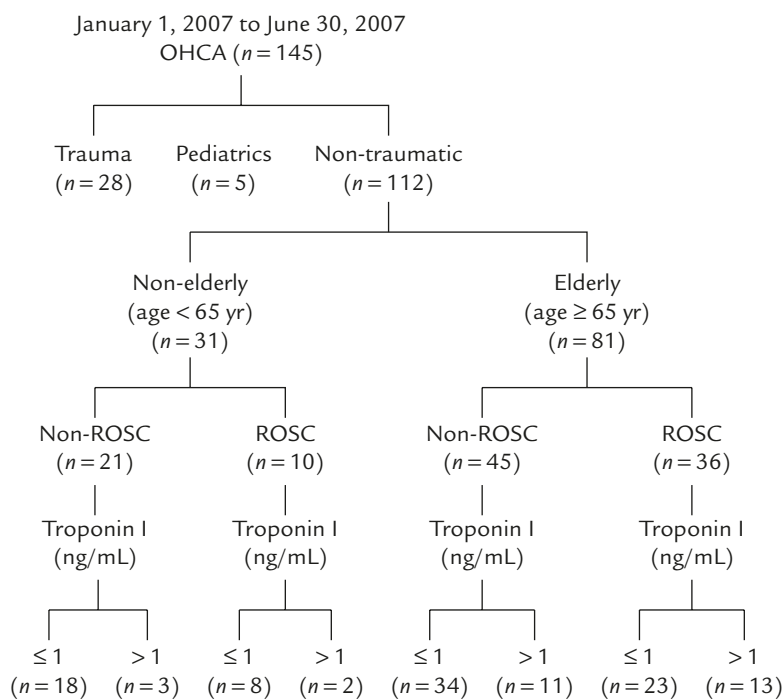 January 1, 2007 to June 30, 2007
OHCA (n = 145)
Trauma
(n = 28)
Pediatrics
(n = 5)
Non-traumatic
(n = 112)
Non-elderly
(age < 65 yr)
(n = 31)
Elderly
(age ≥ 65 yr)
(n = 81)
Non-ROSC
(n = 21)
ROSC
(n = 10)
Non-ROSC
(n = 45)
ROSC
(n = 36)
Troponin I
(ng/mL)
Troponin I
(ng/mL)
Troponin I
(ng/mL)
Troponin I
(ng/mL)
≤ 1
(n = 18)
> 1
(n = 3)
≤ 1
(n = 8)
> 1
(n = 2)
≤ 1
(n = 34)
> 1
(n = 11)
≤ 1
(n = 23)
> 1
(n = 13)